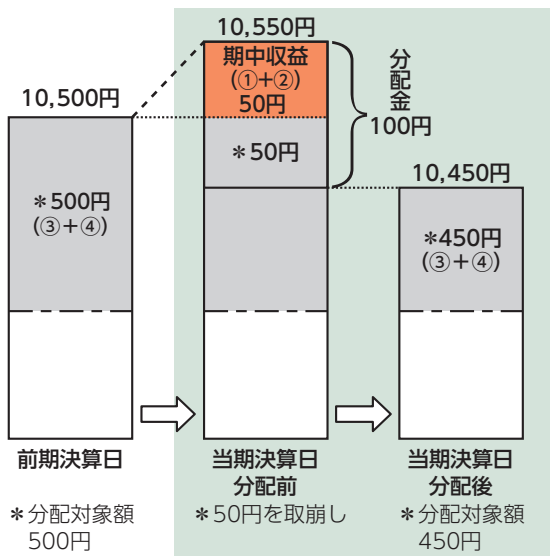 10,550円
期中収益
(①+②)
50円
分配金
100円
10,500円
*50円
10,450円
*500円
(③+④)
*450円
(③+④)
前期決算日
当期決算日
分配前
当期決算日
分配後
*分配対象額
500円
*50円を取崩し
*分配対象額
450円